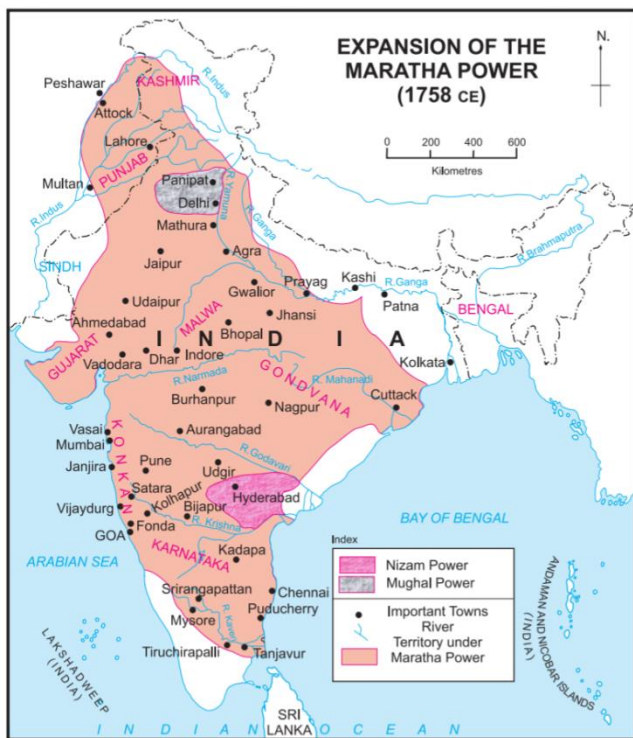 EXPANSION OF THE
MARATHA POWER
(1758 CE)
N.
0 200 400 600
Kilometres
Peshawar
KASHMIR
R.Indus
Attock
Lahore
PUNJAB
Multan
Panipat
R.Yamuna
Delhi
R.Ganga
R.Indus
Mathura
SINDH
Jaipur
Agra
R.Brahmaputra
Gwalior
Prayag
Kashi
R.Ganga
Patna
BENGAL
Udaipur
MALWA
Jhansi
Ahmedabad
INDIA
Bhopal
GUJARAT
Vadodara
Dhar
Indore
Kolkata
R.Narmada
GONDVANA
R. Mahanadi
Burhanpur
Nagpur
Cuttack
Vasai
Aurangabad
Mumbai
KONKAN
R.Godavari
Janjira
Pune
Udgir
Satara
Hyderabad
Vijaydurg
Kolhapur
Bijapur
R. Krishna
Fonda
GOA
BAY OF BENGAL
ARABIAN SEA
KARNATAKA
Kadapa
Srirangapattan
Chennai
Mysore
R.Kaveri
Puducherry
Tiruchirapalli
Tanjavur
LAKSHADWEEP
(INDIA)
ANDAMAN AND NICOBAR ISLANDS
(INDIA)
Index
Nizam Power
Mughal Power
Important Towns
River
Territory under
Maratha Power
SRI
LANKA
INDIAN OCEAN